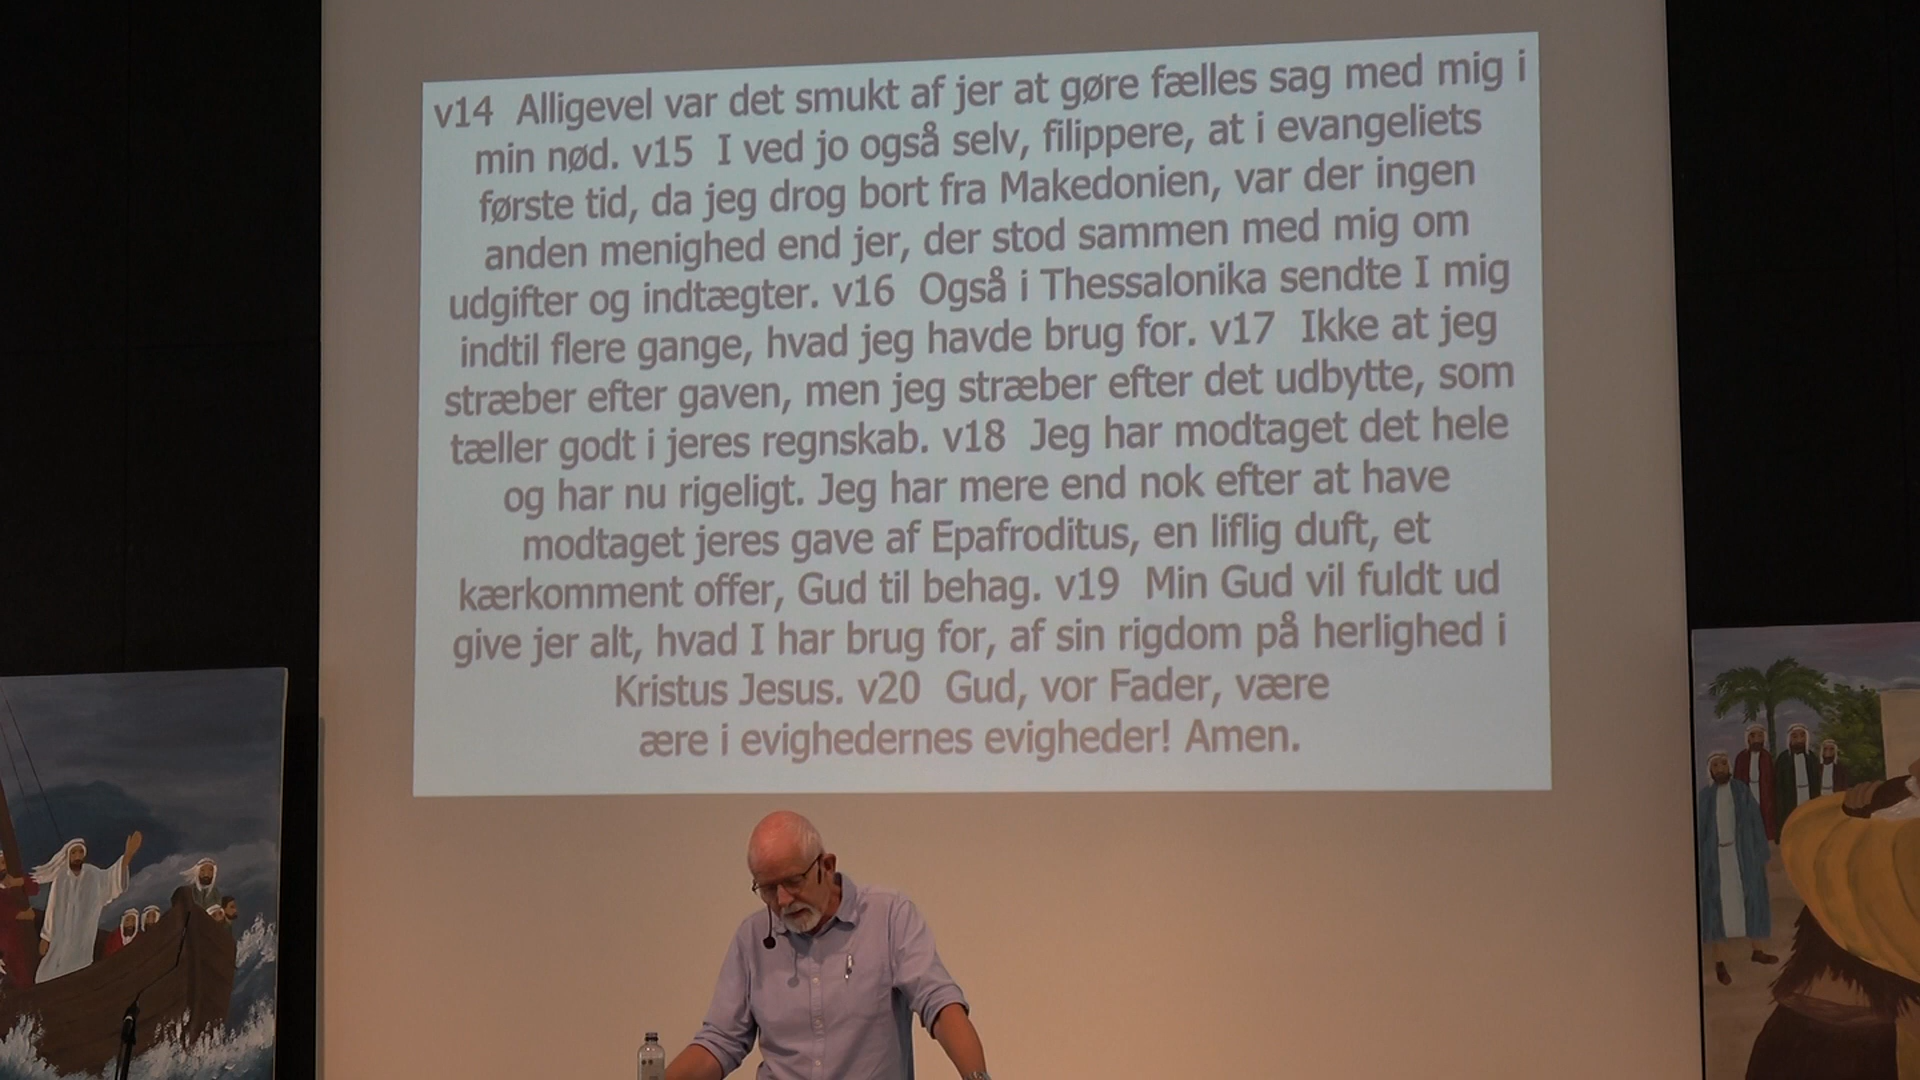 v14 Alligevel var det smukt af jer at gøre fælles sag med mig i
min nød. v15 I ved jo også selv, filippere, at i evangeliets
første tid, da jeg drog bort fra Makedonien, var der ingen
anden menighed end jer, der stod sammen med mig om
udgifter og indtægter. v16 Også i Thessalonika sendte I mig
indtil flere gange, hvad jeg havde brug for. v17 Ikke at jeg
stræber efter gaven, men jeg stræber efter det udbytte, som
tæller godt i jeres regnskab. v18 Jeg har modtaget det hele
og har nu rigeligt. Jeg har mere end nok efter at have
modtaget jeres gave af Epafroditus, en liflig duft, et
kærkomment offer, Gud til behag. v19 Min Gud vil fuldt ud
give jer alt, hvad I har brug for, af sin rigdom på herlighed i
Kristus Jesus. v20 Gud, vor Fader, være
ære i evighedernes evigheder! Amen.